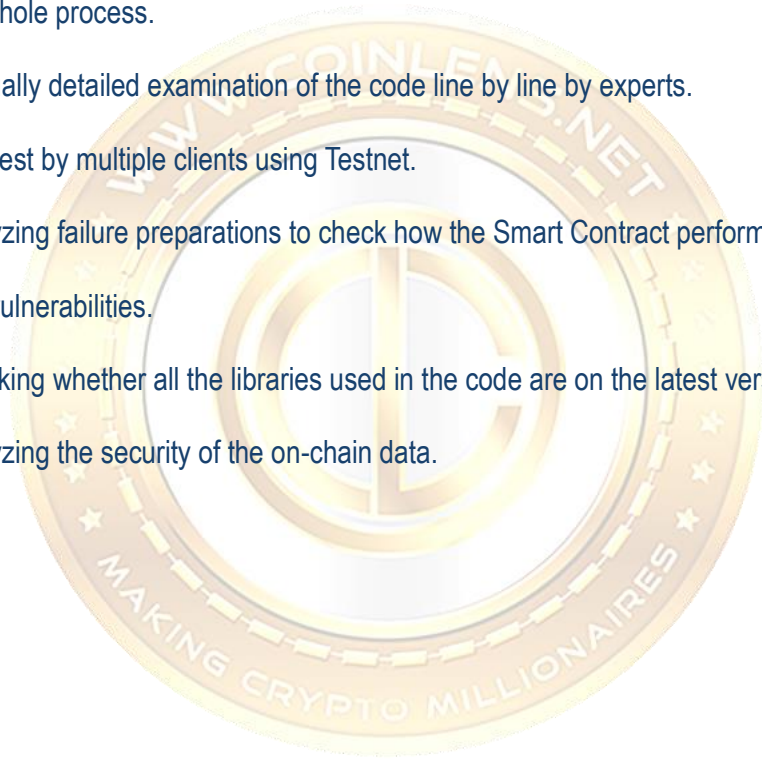 hole process.
ally detailed examination of the code line by line by experts.
est by multiple clients using Testnet.
zing failure preparations to check how the Smart Contract perform
ulnerabilities.
king whether all the libraries used in the code are on the latest ver
zing the security of the on-chain data.
WWW.COINLENS.NET
MAKING CRYPTO MILLIONAIRES